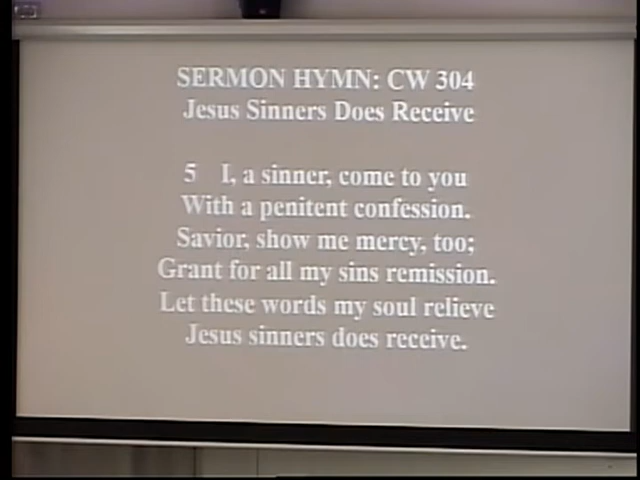 SERMON HYMN: CW 304
Jesus Sinners Does Receive
5 I, a sinner, come to you
With a penitent confession.
Savior, show me mercy, too;
Grant for all my sins remission.
Let these words my soul relieve
Jesus sinners does receive.